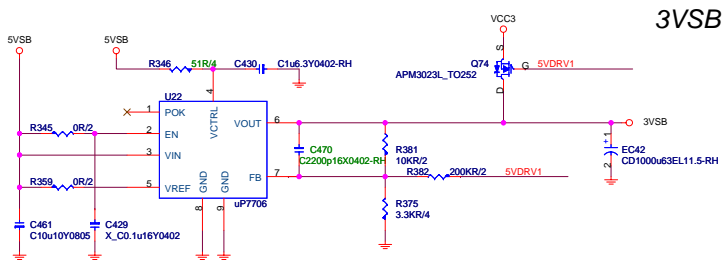 3VSB
VCC3
5VSB
5VSB
R346
51R/4
C430
C1u6.3Y0402-RH
Q74
APM3023L_TO252
S
G
D
5VDRV1
U22
4
1
POK
VCTRL
VOUT
6
3VSB
R345
0R/2
2
EN
3
VIN
C470
C2200p16X0402-RH
R381
10KR/2
1
+
2
EC42
CD1000u63EL11.5-RH
R359
0R/2
5
VREF
GND
GND
FB
7
R382
200KR/2
5VDRV1
8
9
uP7706
R375
3.3KR/4
C461
C10u10Y0805
C429
X_C0.1u16Y0402